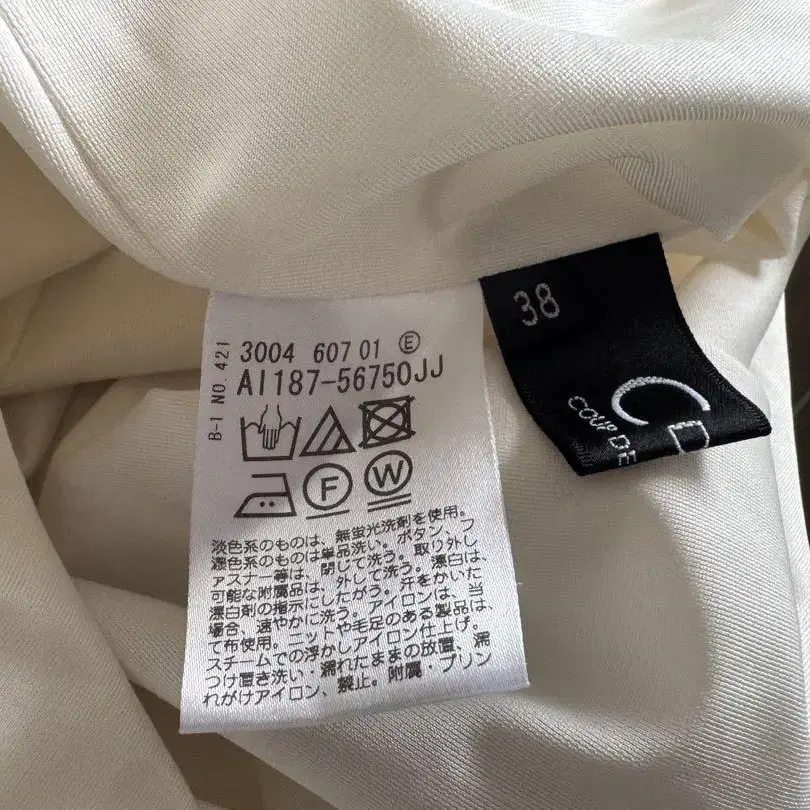 B-1 NO.421
3004 607 01 Ⓔ
AI187-56750JJ
F
W
淡色系のものは、無蛍光洗剤を使用。
濃色系のものは単品洗い。ボタン、フ
ァスナー等は、閉じて洗う。取り外し
可能な附属品は、外して洗う。漂白は、
漂白剤の指示にしたがう。汗をかいた
場合、速やかに洗う。アイロンは、当
て布使用。ニットや毛足のある製品は、
スチームでの浮かしアイロン仕上げ。
つけ置き洗い・濡れたままの放置、濡
れがけアイロン、禁止。附属・プリン
38
COUP DE